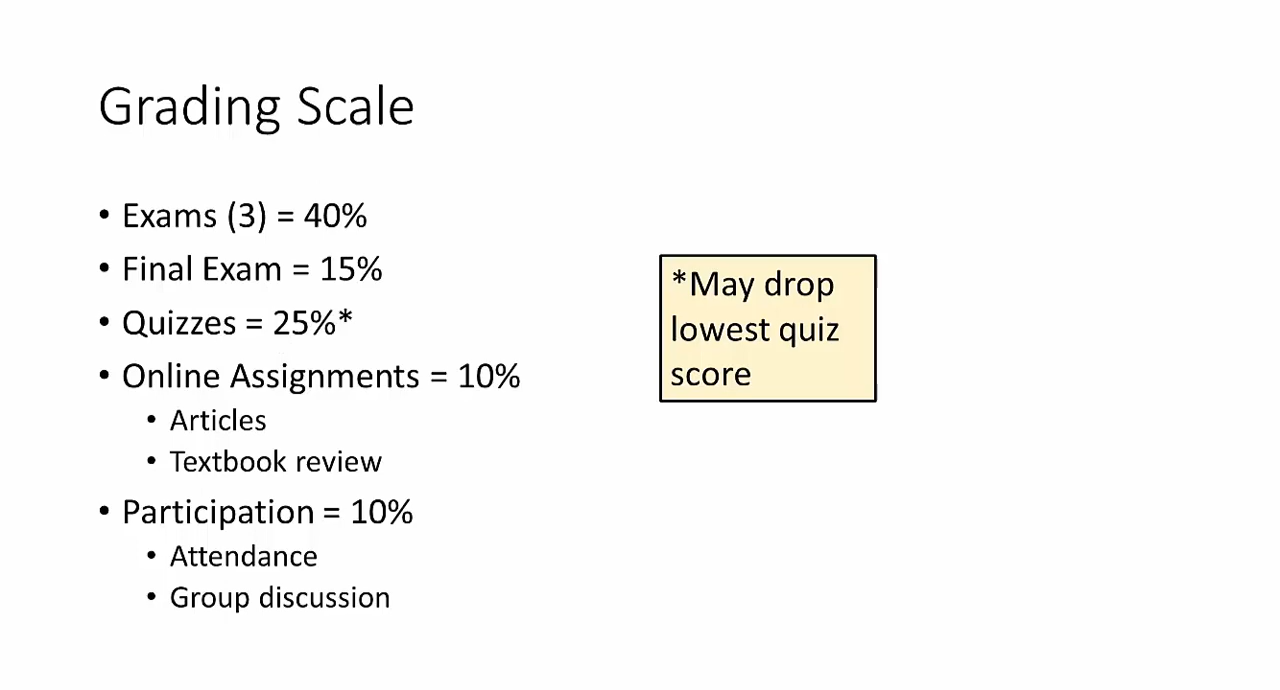 Grading Scale
• Exams (3) = 40%
• Final Exam = 15%
• Quizzes = 25%*
• Online Assignments = 10%
• Articles
• Textbook review
• Participation = 10%
• Attendance
• Group discussion
*May drop
lowest quiz
score